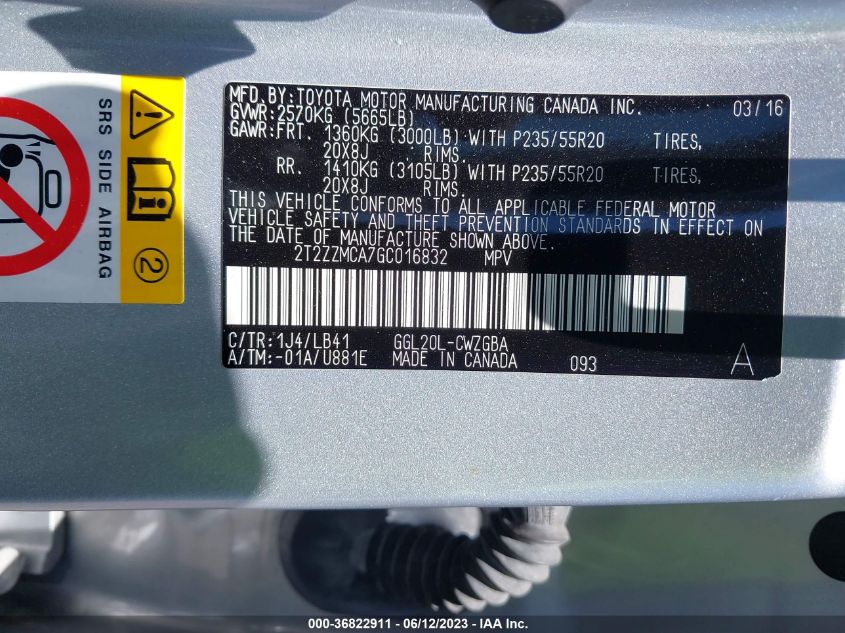 SRS SIDE AIRBAG
2
MFD.BY:TOYOTA MOTOR MANUFACTURING CANADA INC. 03/16
GVWR:2570KG (5665LB)
GAWR:FRT. 1360KG (3000LB) WITH P235/55R20 TIRES,
20X8J RIMS.
RR. 1410KG (3105LB) WITH P235/55R20 TIRES,
20X8J RIMS.
THIS VEHICLE CONFORMS TO ALL APPLICABLE FEDERAL MOTOR
VEHICLE SAFETY AND THEFT PREVENTION STANDARDS IN EFFECT ON
THE DATE OF MANUFACTURE SHOWN ABOVE.
2T2ZZMCA7GC016832 MPV
C/TR:1J4/LB41 GGL20L-CWZGBA
A/TM:-01A/U881E MADE IN CANADA 093 A
000-36822911 - 06/12/2023 - IAA Inc.